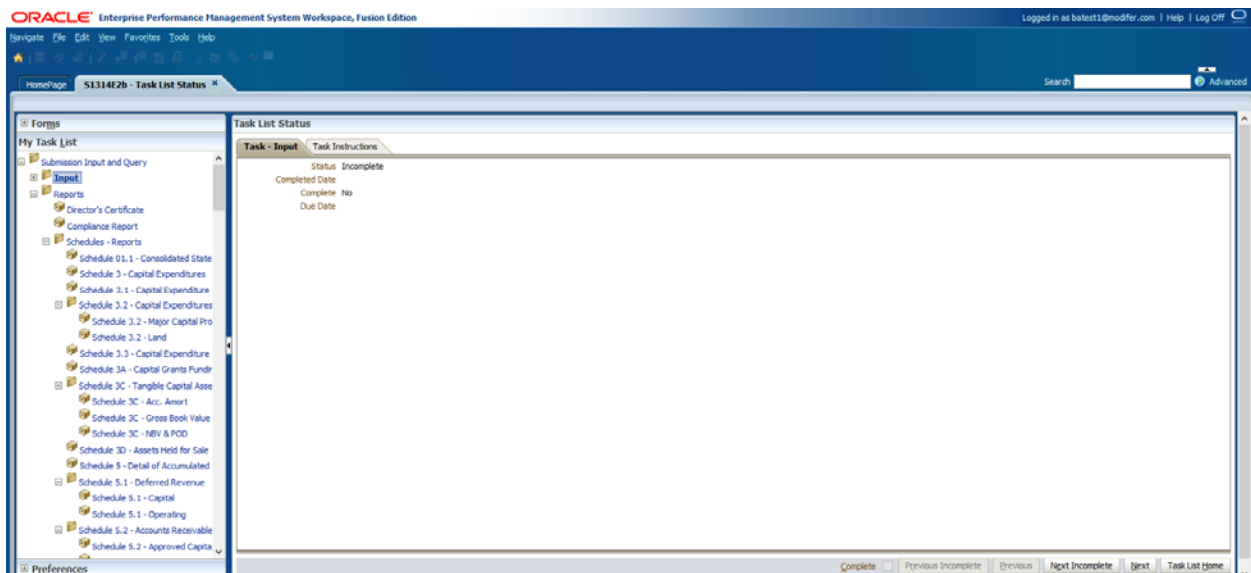 ORACLE Enterprise Performance Management System Workspace, Fusion Edition
Logged in as batest1@modifer.com | Help | Log Off
Navigate File Edit View Favorites Tools Help
HomePage
S1314E2b - Task List Status
Search
Advanced
Forms
My Task List
Submission Input and Query
Input
Reports
Director's Certificate
Compliance Report
Schedules - Reports
Schedule 01.1 - Consolidated State
Schedule 3 - Capital Expenditures
Schedule 3.1 - Capital Expenditure
Schedule 3.2 - Capital Expenditures
Schedule 3.2 - Major Capital Pro
Schedule 3.2 - Land
Schedule 3.3 - Capital Expenditure
Schedule 3A - Capital Grants Fundin
Schedule 3C - Tangible Capital Asse
Schedule 3C - Acc. Amort
Schedule 3C - Gross Book Value
Schedule 3C - NBV & POD
Schedule 3D - Assets Held for Sale
Schedule 5 - Detail of Accumulated
Schedule 5.1 - Deferred Revenue
Schedule 5.1 - Capital
Schedule 5.1 - Operating
Schedule 5.2 - Accounts Receivable
Schedule 5.2 - Approved Capita
Preferences
Task List Status
Task - Input
Task Instructions
Status Incomplete
Completed Date
Complete No
Due Date
Complete Previous Incomplete Previous Next Incomplete Next Task List Home